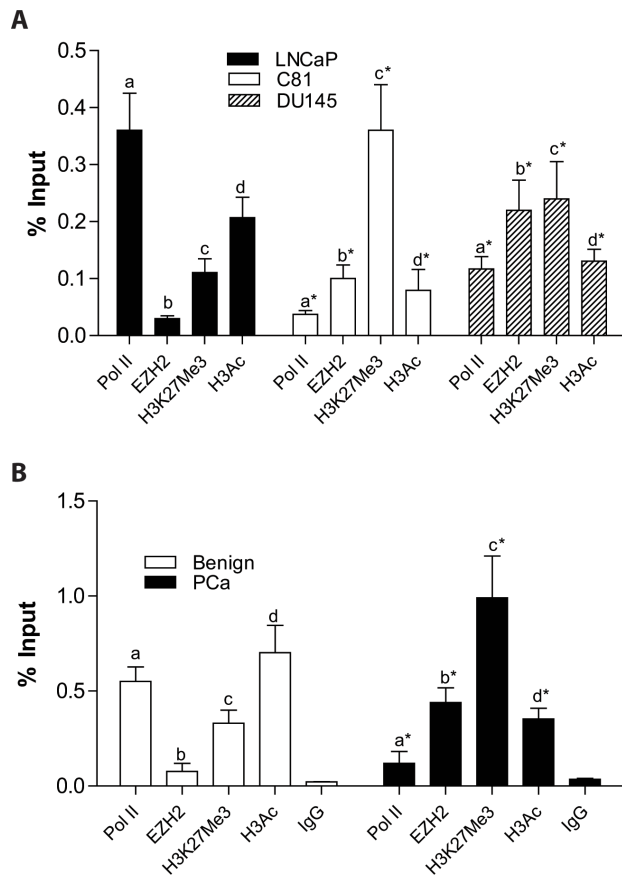 A
LNCaP
C81
DU145
% Input
0.5
0.4
0.3
0.2
0.1
0.0
a
b
c
d
a*
b*
c*
d*
a*
b*
c*
d*
Pol II
EZH2
H3K27Me3
H3Ac
Pol II
EZH2
H3K27Me3
H3Ac
Pol II
EZH2
H3K27Me3
H3Ac
B
Benign
PCa
% Input
1.5
1.0
0.5
0.0
a
b
c
d
a*
b*
c*
d*
Pol II
EZH2
H3K27Me3
H3Ac
IgG
Pol II
EZH2
H3K27Me3
H3Ac
IgG